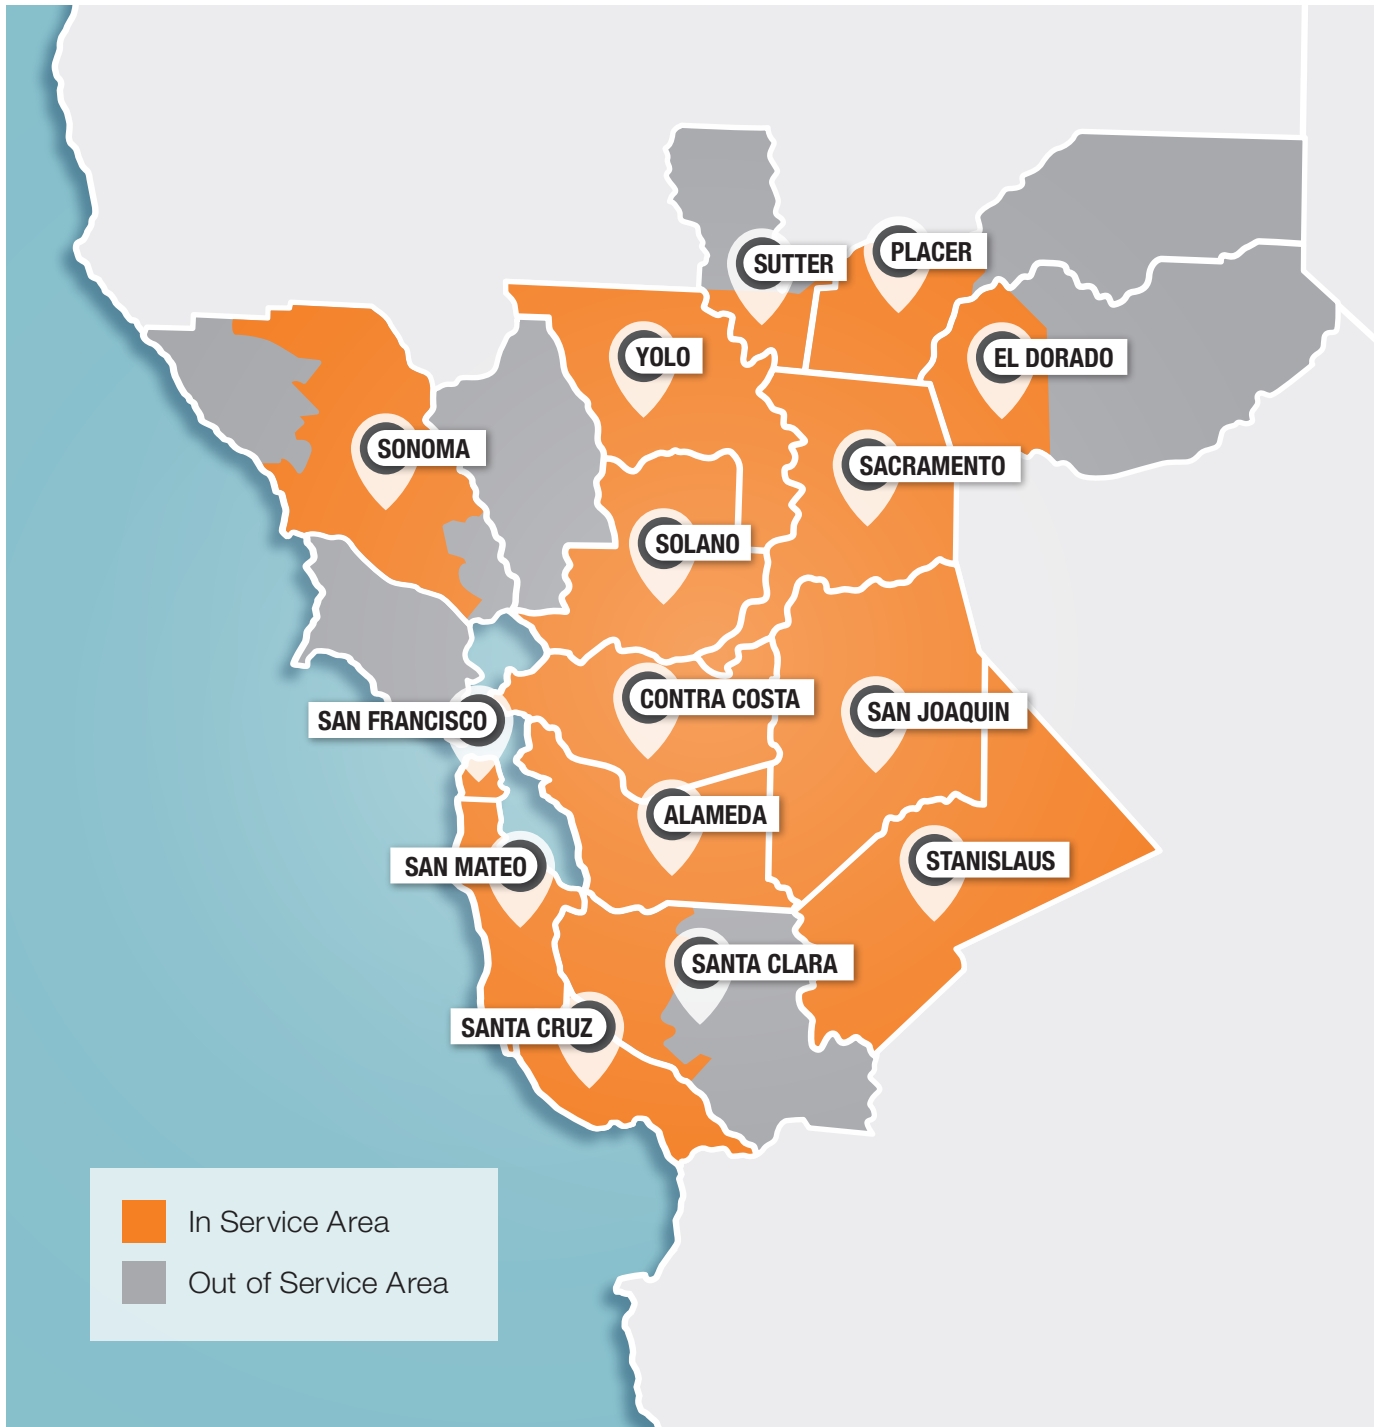 SUTTER
PLACER
YOLO
EL DORADO
SONOMA
SACRAMENTO
SOLANO
CONTRA COSTA
SAN JOAQUIN
SAN FRANCISCO
ALAMEDA
SAN MATEO
STANISLAUS
SANTA CLARA
SANTA CRUZ
In Service Area
Out of Service Area